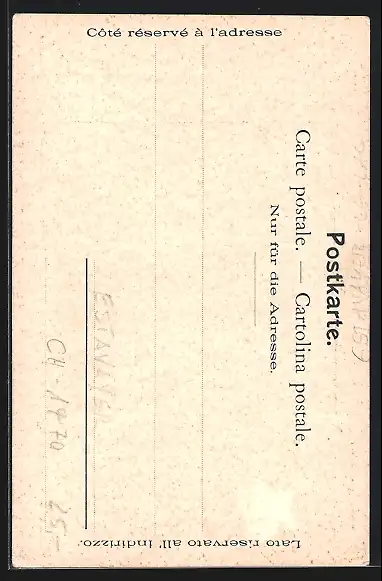 Côté réservé à l'adresse
Postkarte.
Carte postale. — Cartolina postale.
Nur für die Adresse.
Lato riservato all' Indirizzo.
CH-1470
25,-